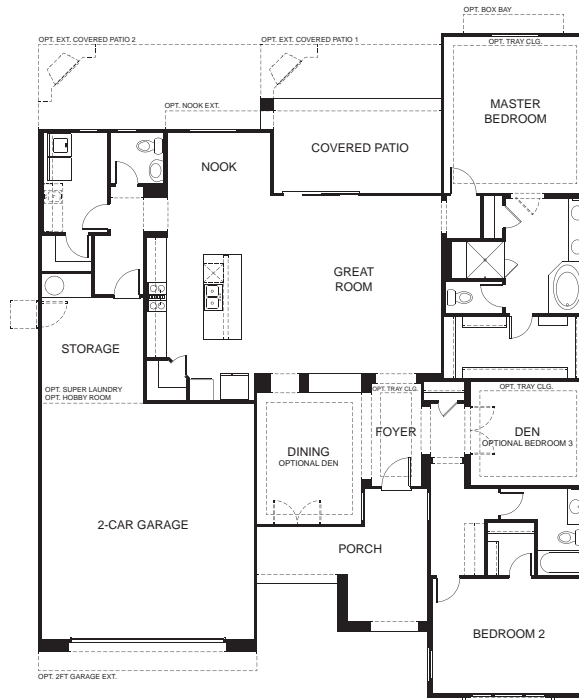 OPT. BOX BAY
OPT. EXT. COVERED PATIO 2
OPT. EXT. COVERED PATIO 1
OPT. TRAY CLG.
MASTER
BEDROOM
OPT. NOOK EXT.
COVERED PATIO
NOOK
GREAT
ROOM
STORAGE
OPT. SUPER LAUNDRY
OPT. HOBBY ROOM
OPT. TRAY CLG.
OPT. TRAY CLG.
FOYER
DEN
OPTIONAL BEDROOM 3
DINING
OPTIONAL DEN
2-CAR GARAGE
PORCH
BEDROOM 2
OPT. 2FT GARAGE EXT.